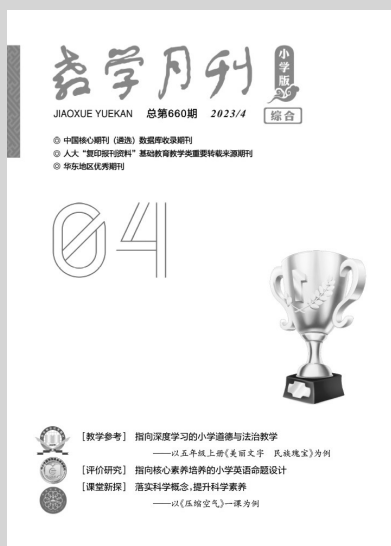 教学月刊
小学版
JIAOXUE YUEKAN 总第660期 2023/4 综合
◎ 中国核心期刊（遴选）数据库收录期刊
◎ 人大“复印报刊资料”基础教育教学类重要转载来源期刊
◎ 华东地区优秀期刊
04
［教学参考］ 指向深度学习的小学道德与法治教学
——以五年级上册《美丽文字 民族瑰宝》为例
［评价研究］ 指向核心素养培养的小学英语命题设计
［课堂新探］ 落实科学概念，提升科学素养
——以《压缩空气》一课为例